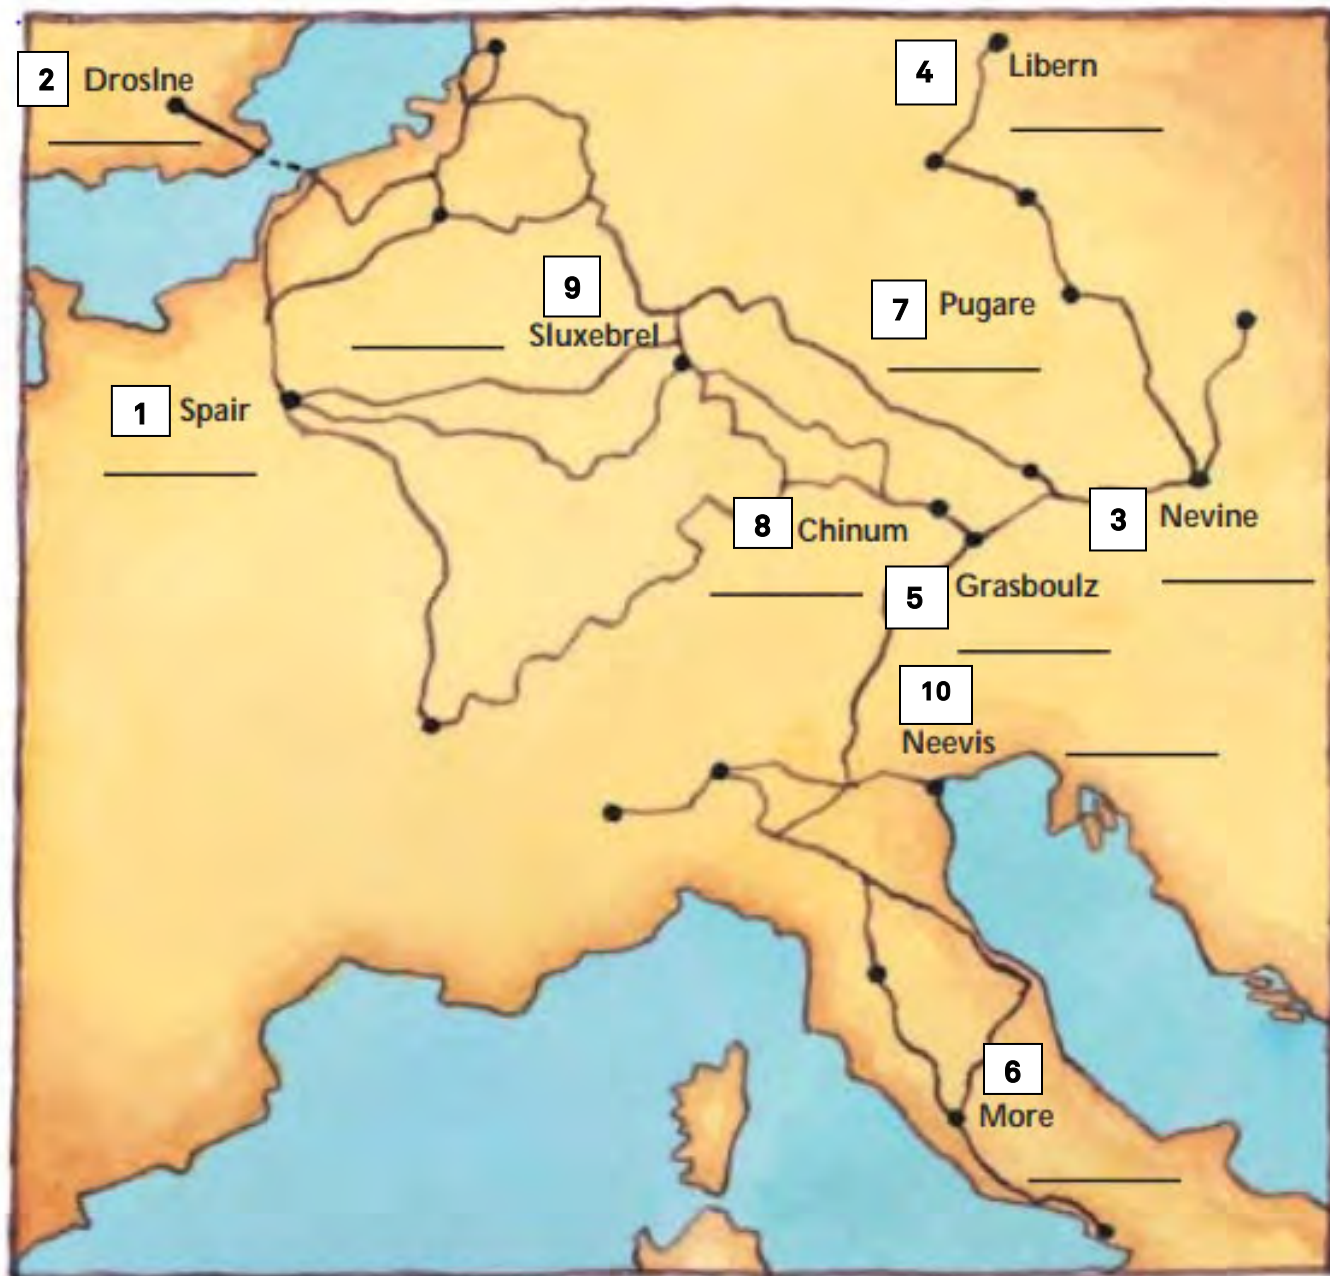 2 Droslne
4 Libern
9
Sluxebrel
7 Pugare
1 Spair
8 Chinum
3 Nevine
5 Grasboulz
10
Neevis
6
More